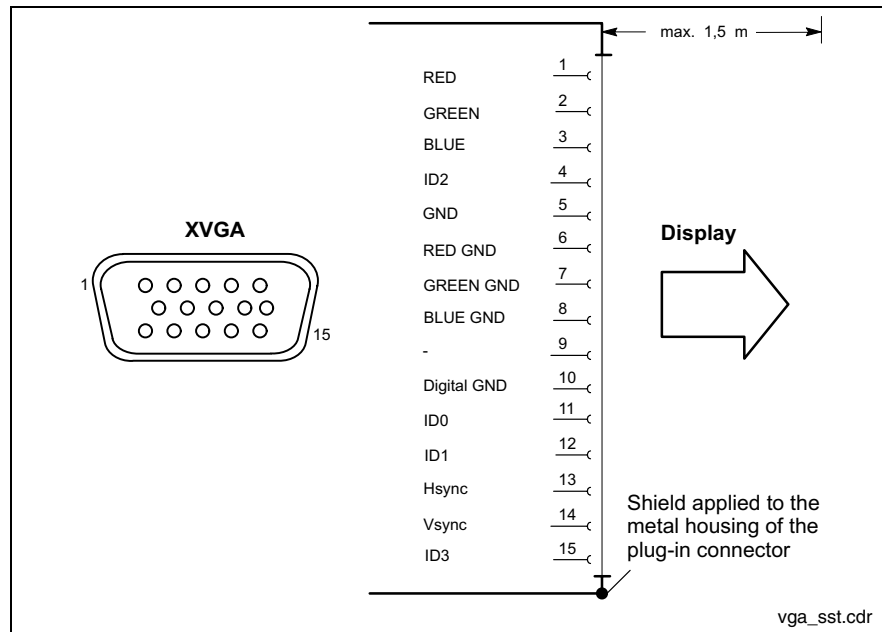 max. 1,5 m
RED 1
GREEN 2
BLUE 3
ID2 4
GND 5
RED GND 6
GREEN GND 7
BLUE GND 8
- 9
Digital GND 10
ID0 11
ID1 12
Hsync 13
Vsync 14
ID3 15
XVGA
1
15
Display
Shield applied to the
metal housing of the
plug-in connector
vga_sst.cdr